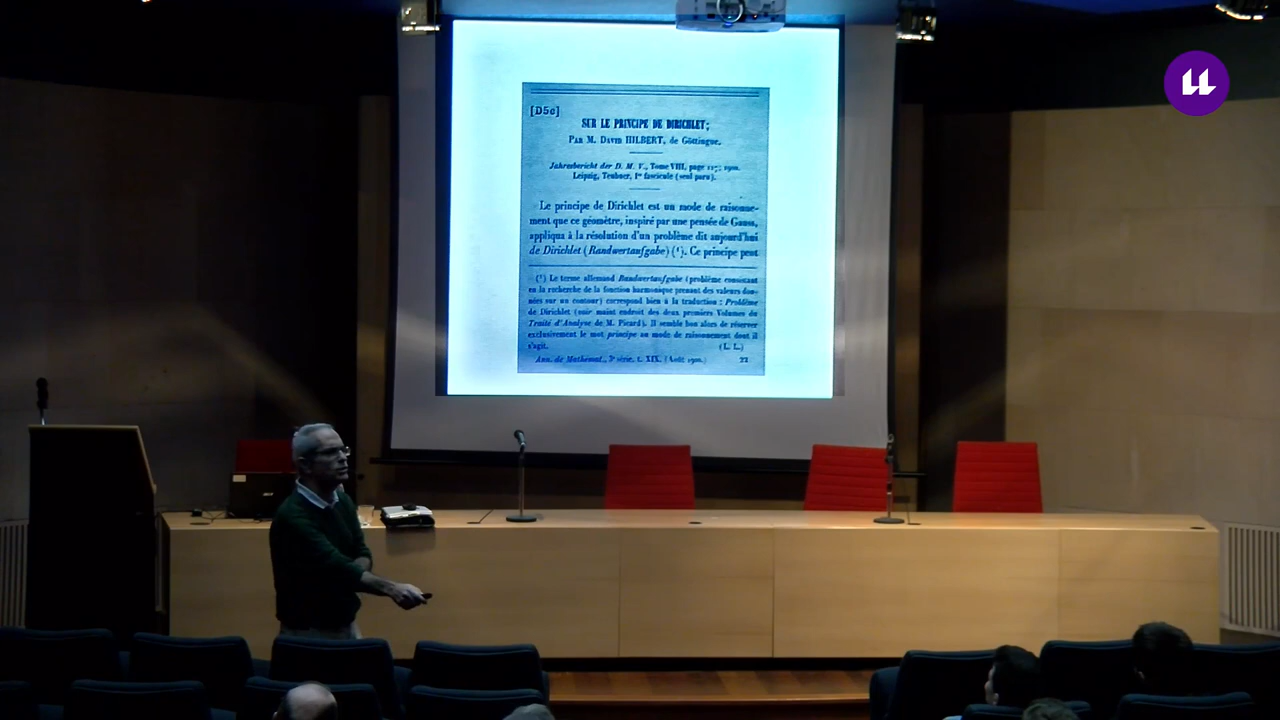 [D5c]
SUR LE PRINCIPE DE DIRICHLET;
PAR M. DAVID HILBERT, de Göttingue.
Jahresbericht der D. M. V., Tome VIII, page 117; 1900.
Leipzig, Teubner, 1er fascicule (seul paru).
Le principe de Dirichlet est un mode de raisonne-
ment que ce géomètre, inspiré par une pensée de Gauss,
appliqua à la résolution d'un problème dit aujourd'hui
de Dirichlet (Randwertaufgabe) (¹). Ce principe peut
(¹) Le terme allemand Randwertaufgabe (problème consistant
en la recherche de la fonction harmonique prenant des valeurs don-
nées sur un contour) correspond bien à la traduction : Problème
de Dirichlet (voir maint endroit des deux premiers Volumes du
Traité d'Analyse de M. Picard). Il semble bon alors de réserver
exclusivement le mot principe au mode de raisonnement dont il
s'agit. (L. L.)
Ann. de Mathémat., 3e série, t. XIX. (Août 1900.) 22